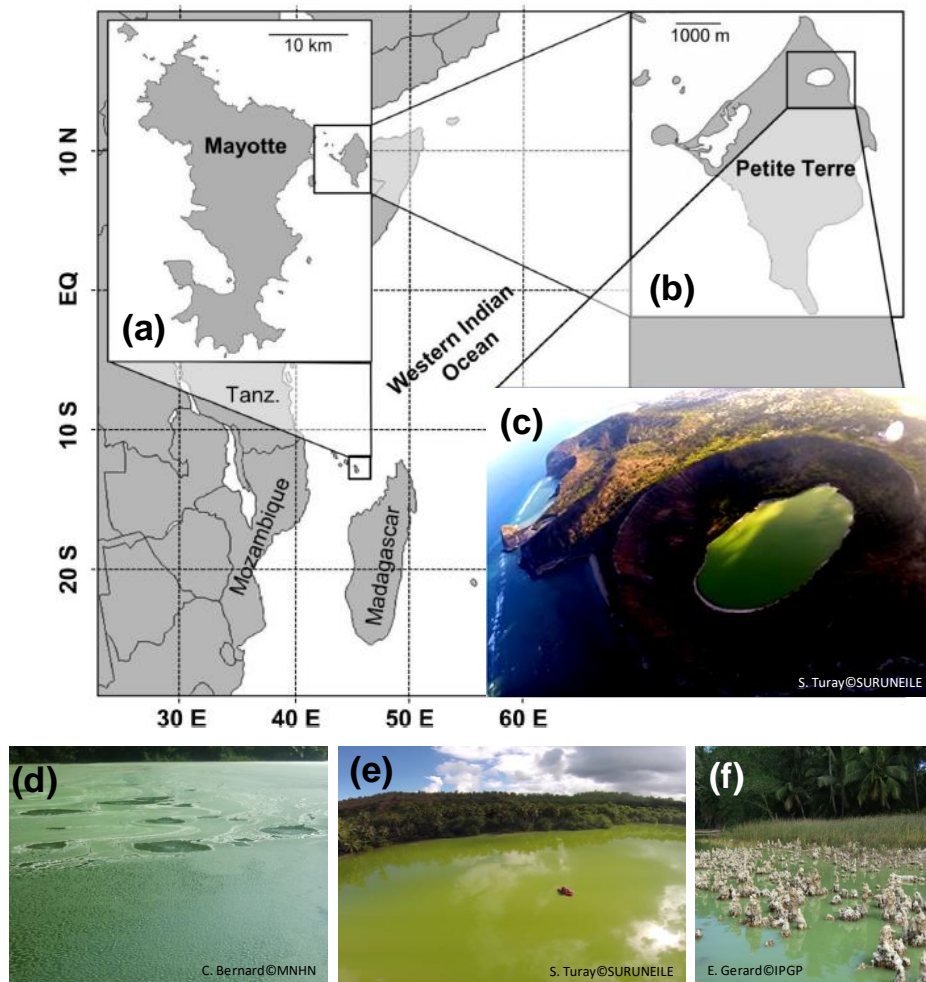 10 km
Mayotte
(a)
1000 m
Petite Terre
(b)
10 N
EQ
10 S
20 S
Western Indian
Ocean
Tanz.
Mozambique
Madagascar
(c)
S. Turay©SURUNEILE
30 E
40 E
50 E
60 E
(d)
C. Bernard©MNHN
(e)
S. Turay©SURUNEILE
(f)
E. Gerard©IPGP